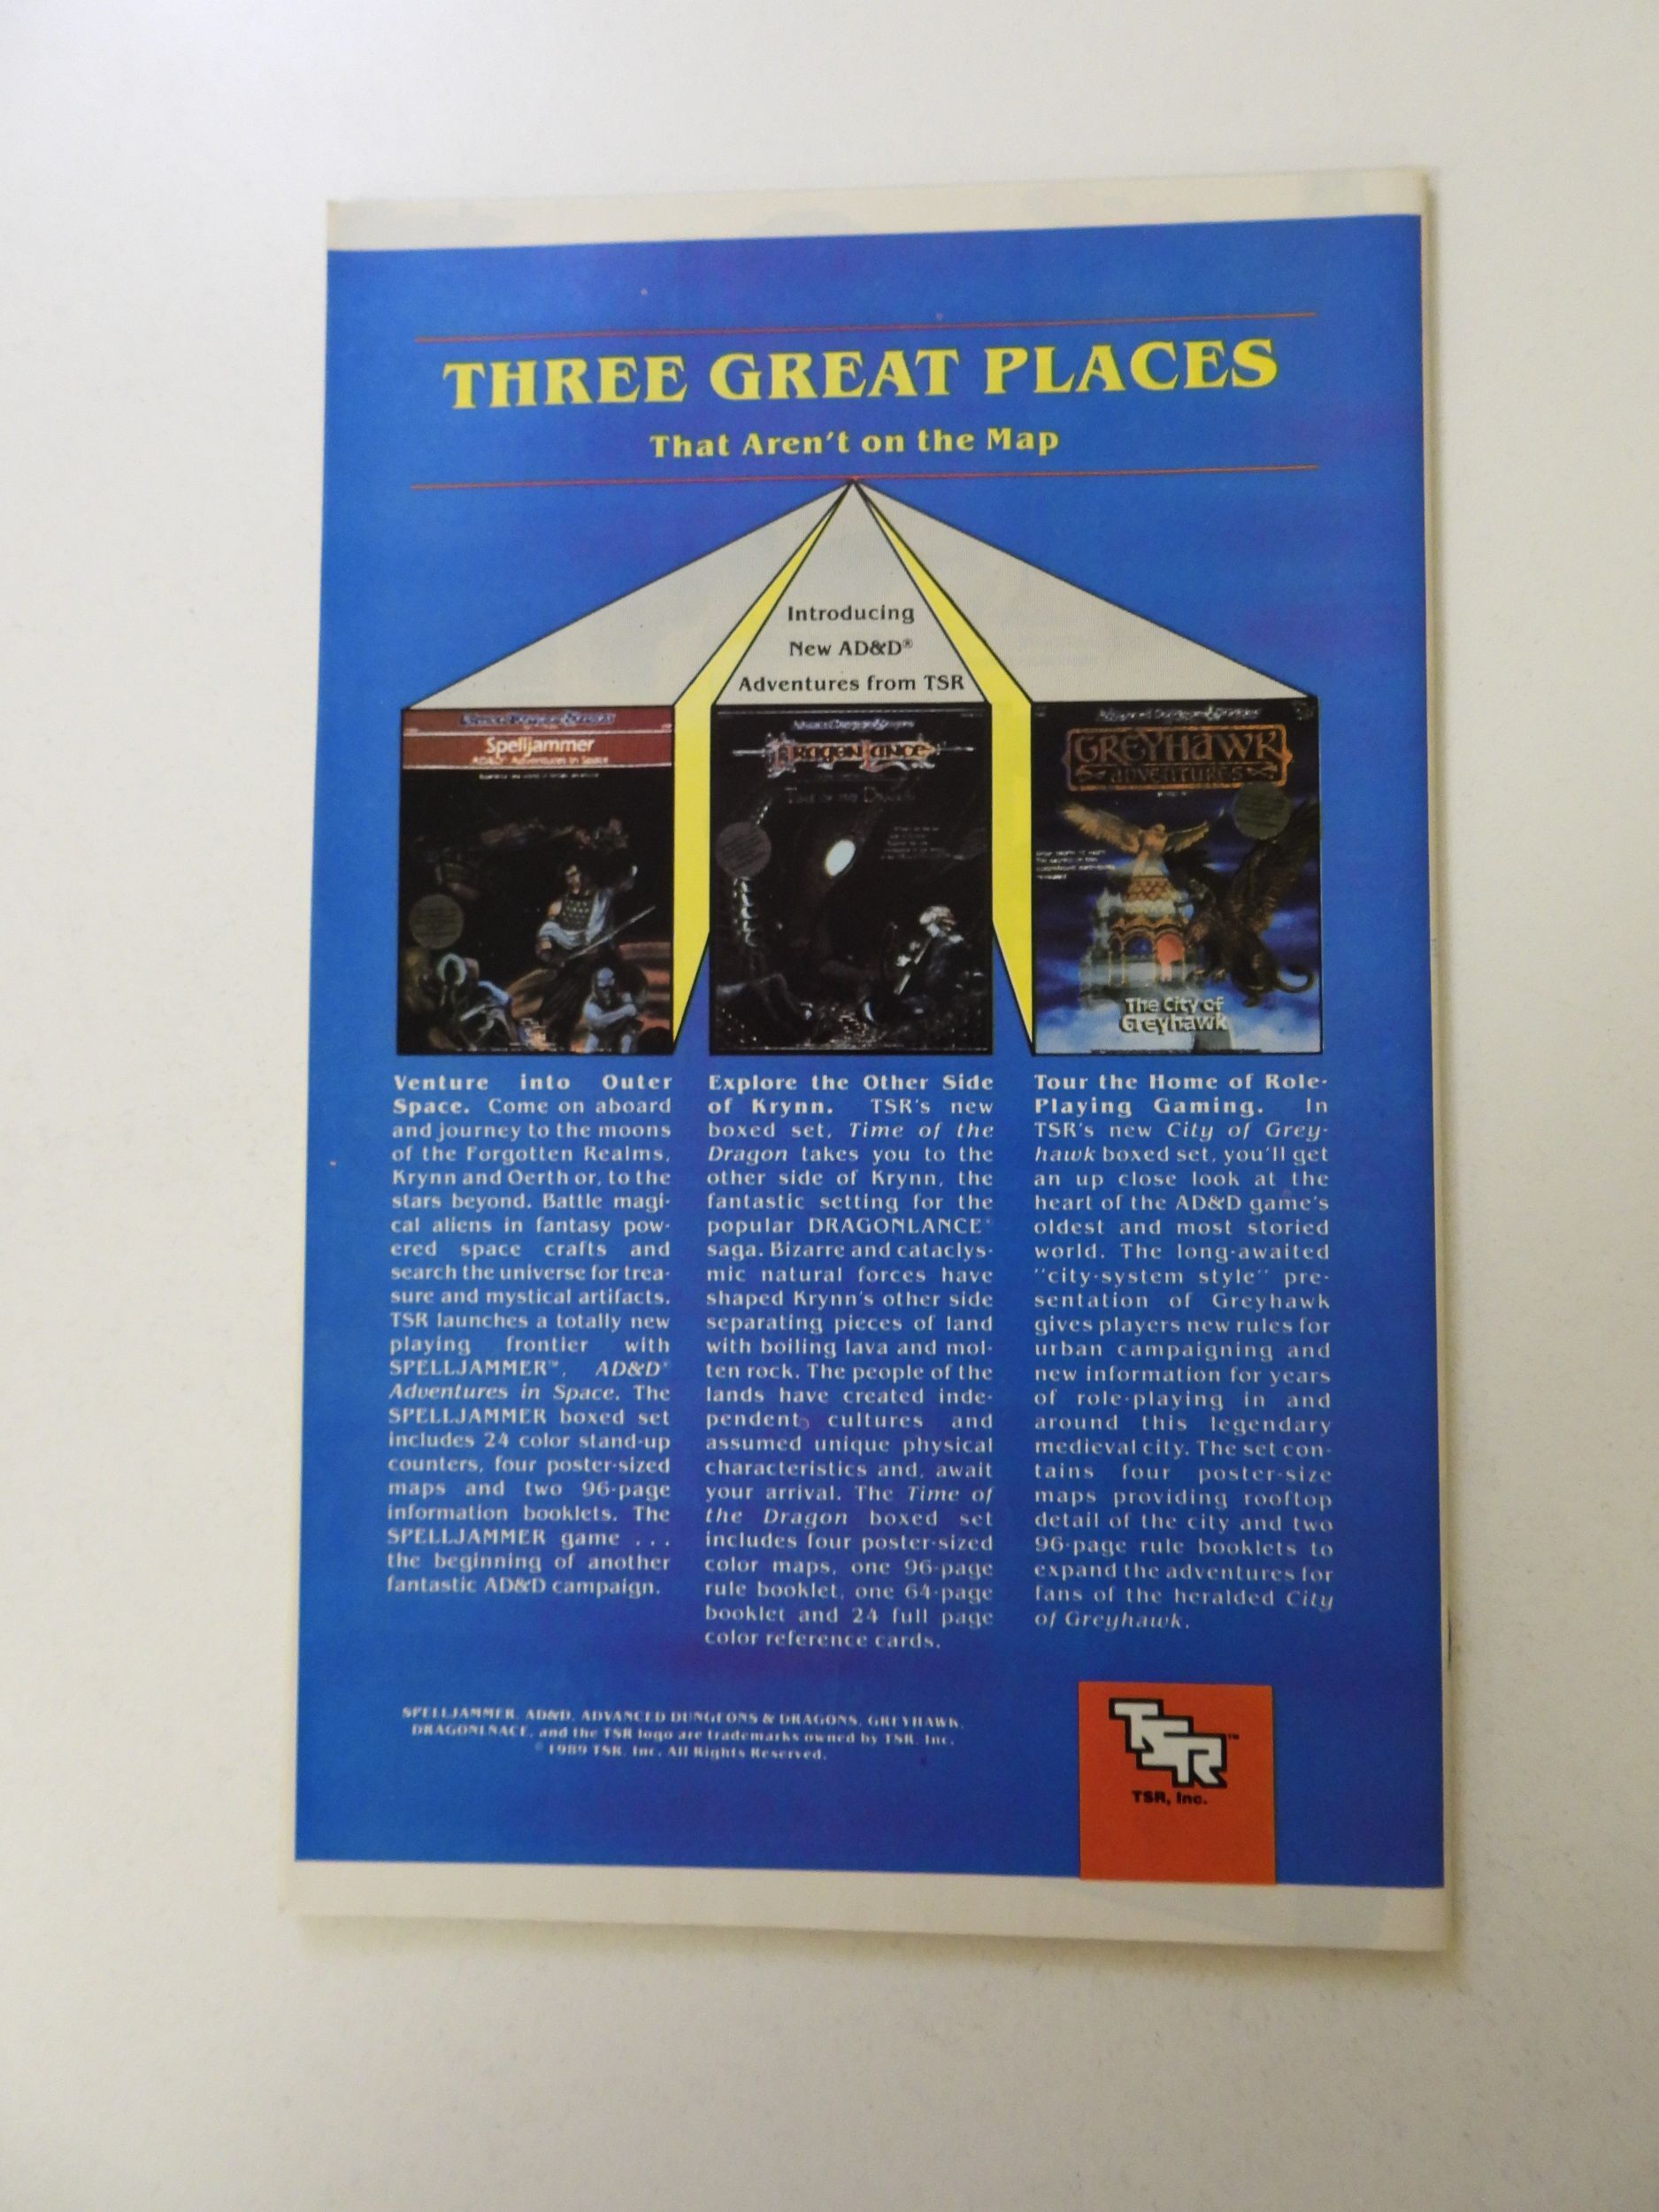 THREE GREAT PLACES
That Aren't on the Map
Introducing
New AD&D®
Adventures from TSR
Spelljammer
AD&D® Adventures in Space
Advanced Dungeons & Dragons
DRAGONLANCE
Time of the Dragon
GREYHAWK
ADVENTURES
The City of
Greyhawk
Venture into Outer
Space. Come on aboard
and journey to the moons
of the Forgotten Realms,
Krynn and Oerth or, to the
stars beyond. Battle magi-
cal aliens in fantasy pow-
ered space crafts and
search the universe for trea-
sure and mystical artifacts.
TSR launches a totally new
playing frontier with
SPELLJAMMER™, AD&D®
Adventures in Space. The
SPELLJAMMER boxed set
includes 24 color stand-up
counters, four poster-sized
maps and two 96-page
information booklets. The
SPELLJAMMER game . . .
the beginning of another
fantastic AD&D campaign.
Explore the Other Side
of Krynn. TSR's new
boxed set, Time of the
Dragon takes you to the
other side of Krynn, the
fantastic setting for the
popular DRAGONLANCE®
saga. Bizarre and cataclys-
mic natural forces have
shaped Krynn's other side
separating pieces of land
with boiling lava and mol-
ten rock. The people of the
lands have created inde-
pendent cultures and
assumed unique physical
characteristics and, await
your arrival. The Time of
the Dragon boxed set
includes four poster-sized
color maps, one 96-page
rule booklet, one 64-page
booklet and 24 full page
color reference cards.
Tour the Home of Role-
Playing Gaming. In
TSR's new City of Grey-
hawk boxed set, you'll get
an up close look at the
heart of the AD&D game's
oldest and most storied
world. The long-awaited
"city-system style" pre-
sentation of Greyhawk
gives players new rules for
urban campaigning and
new information for years
of role-playing in and
around this legendary
medieval city. The set con-
tains four poster-size
maps providing rooftop
detail of the city and two
96-page rule booklets to
expand the adventures for
fans of the heralded City
of Greyhawk.
SPELLJAMMER, AD&D, ADVANCED DUNGEONS & DRAGONS, GREYHAWK,
DRAGONLNACE, and the TSR logo are trademarks owned by TSR, Inc.
©1989 TSR, Inc. All Rights Reserved.
TSR™
TSR, Inc.